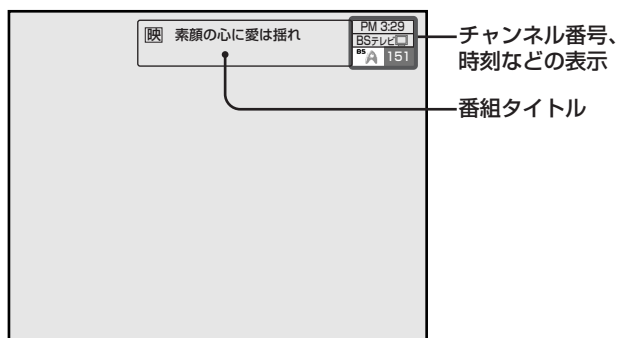 映 素顔の心に愛は揺れ
PM 3:29
BSテレビ
BS A 151
チャンネル番号、
時刻などの表示
番組タイトル